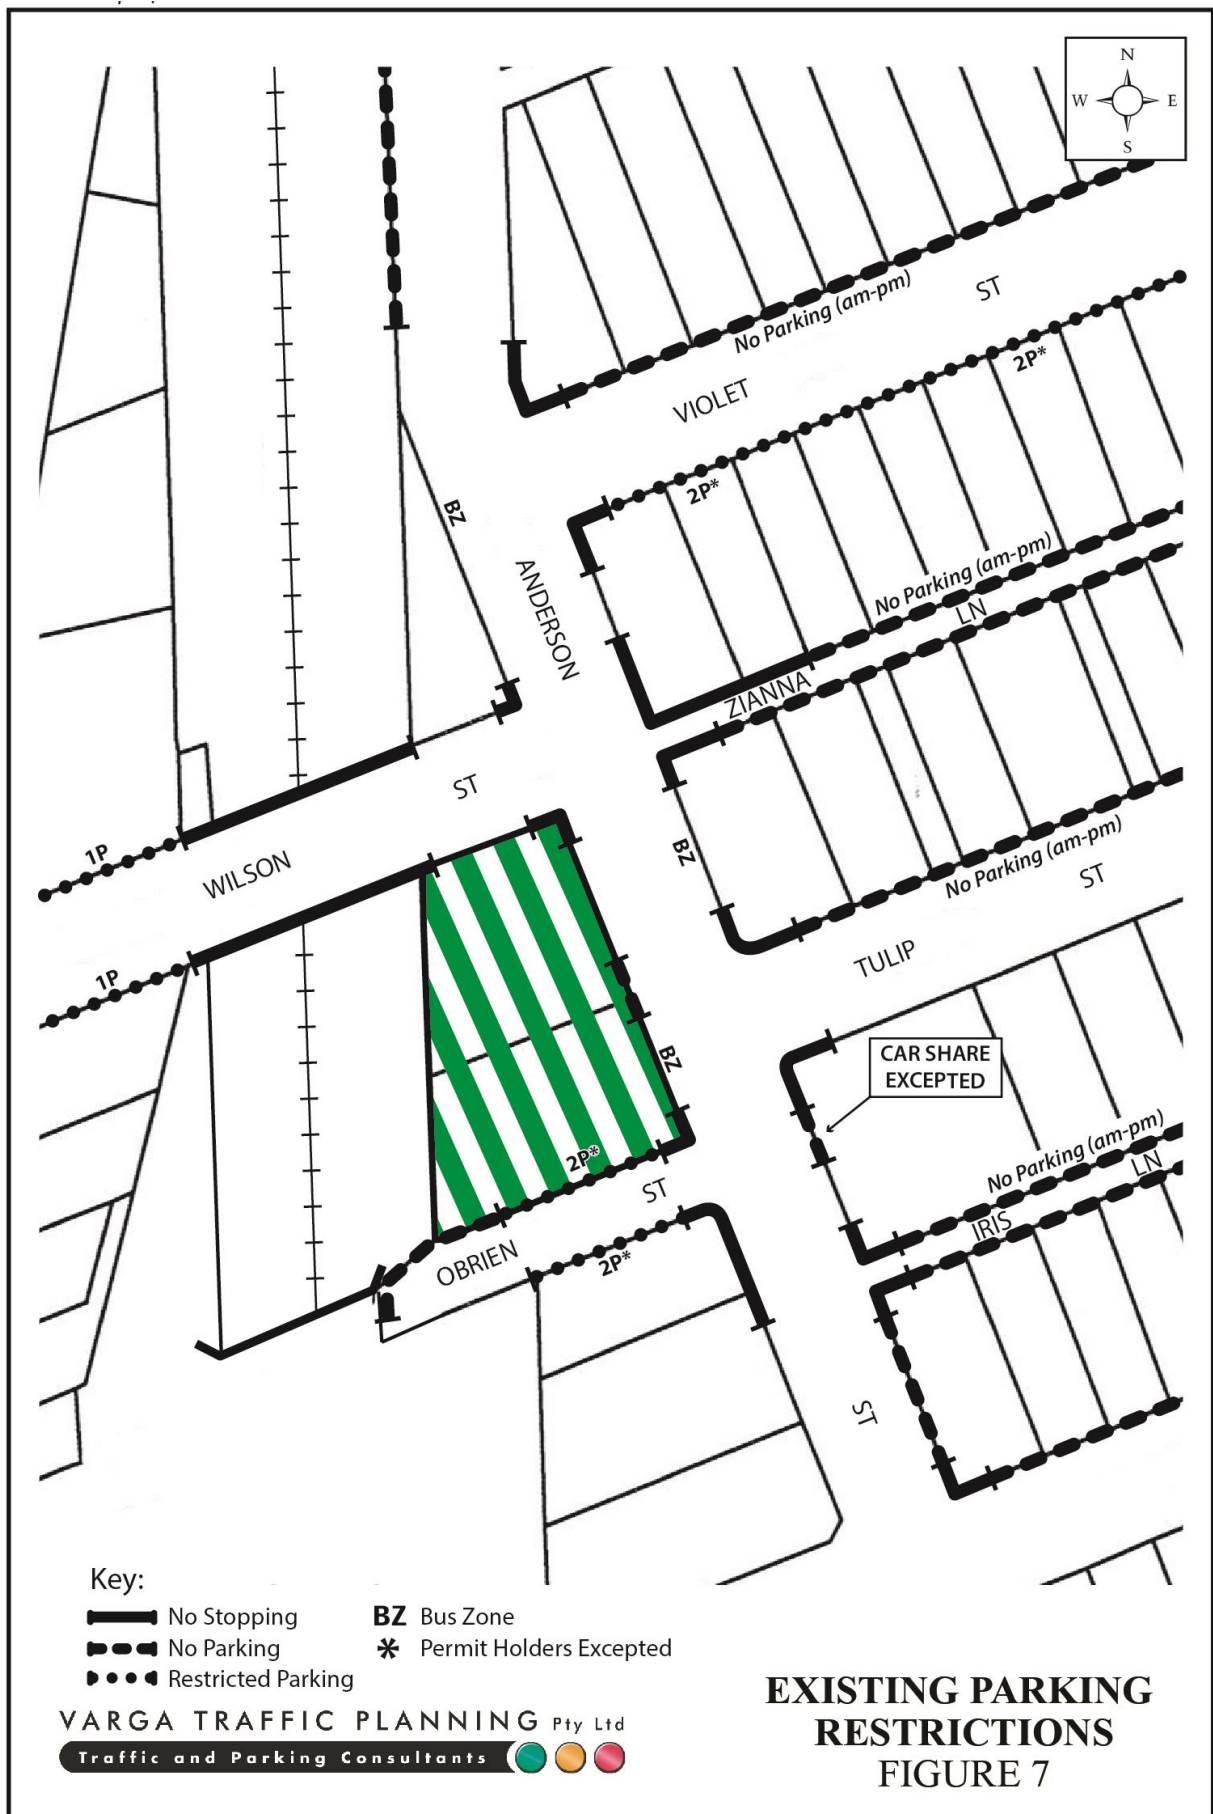 N
W E
S
No Parking (am-pm)
ST
VIOLET
2P*
2P*
BZ
ANDERSON
No Parking (am-pm)
LN
ZIANNA
ST
BZ
1P
WILSON
No Parking (am-pm)
ST
TULIP
1P
CAR SHARE
EXCEPTED
BZ
No Parking (am-pm)
LN
2P*
ST
IRIS
OBRIEN
2P*
ST
Key:
No Stopping
No Parking
Restricted Parking
BZ Bus Zone
* Permit Holders Excepted
VARGA TRAFFIC PLANNING Pty Ltd
Traffic and Parking Consultants
EXISTING PARKING
RESTRICTIONS
FIGURE 7